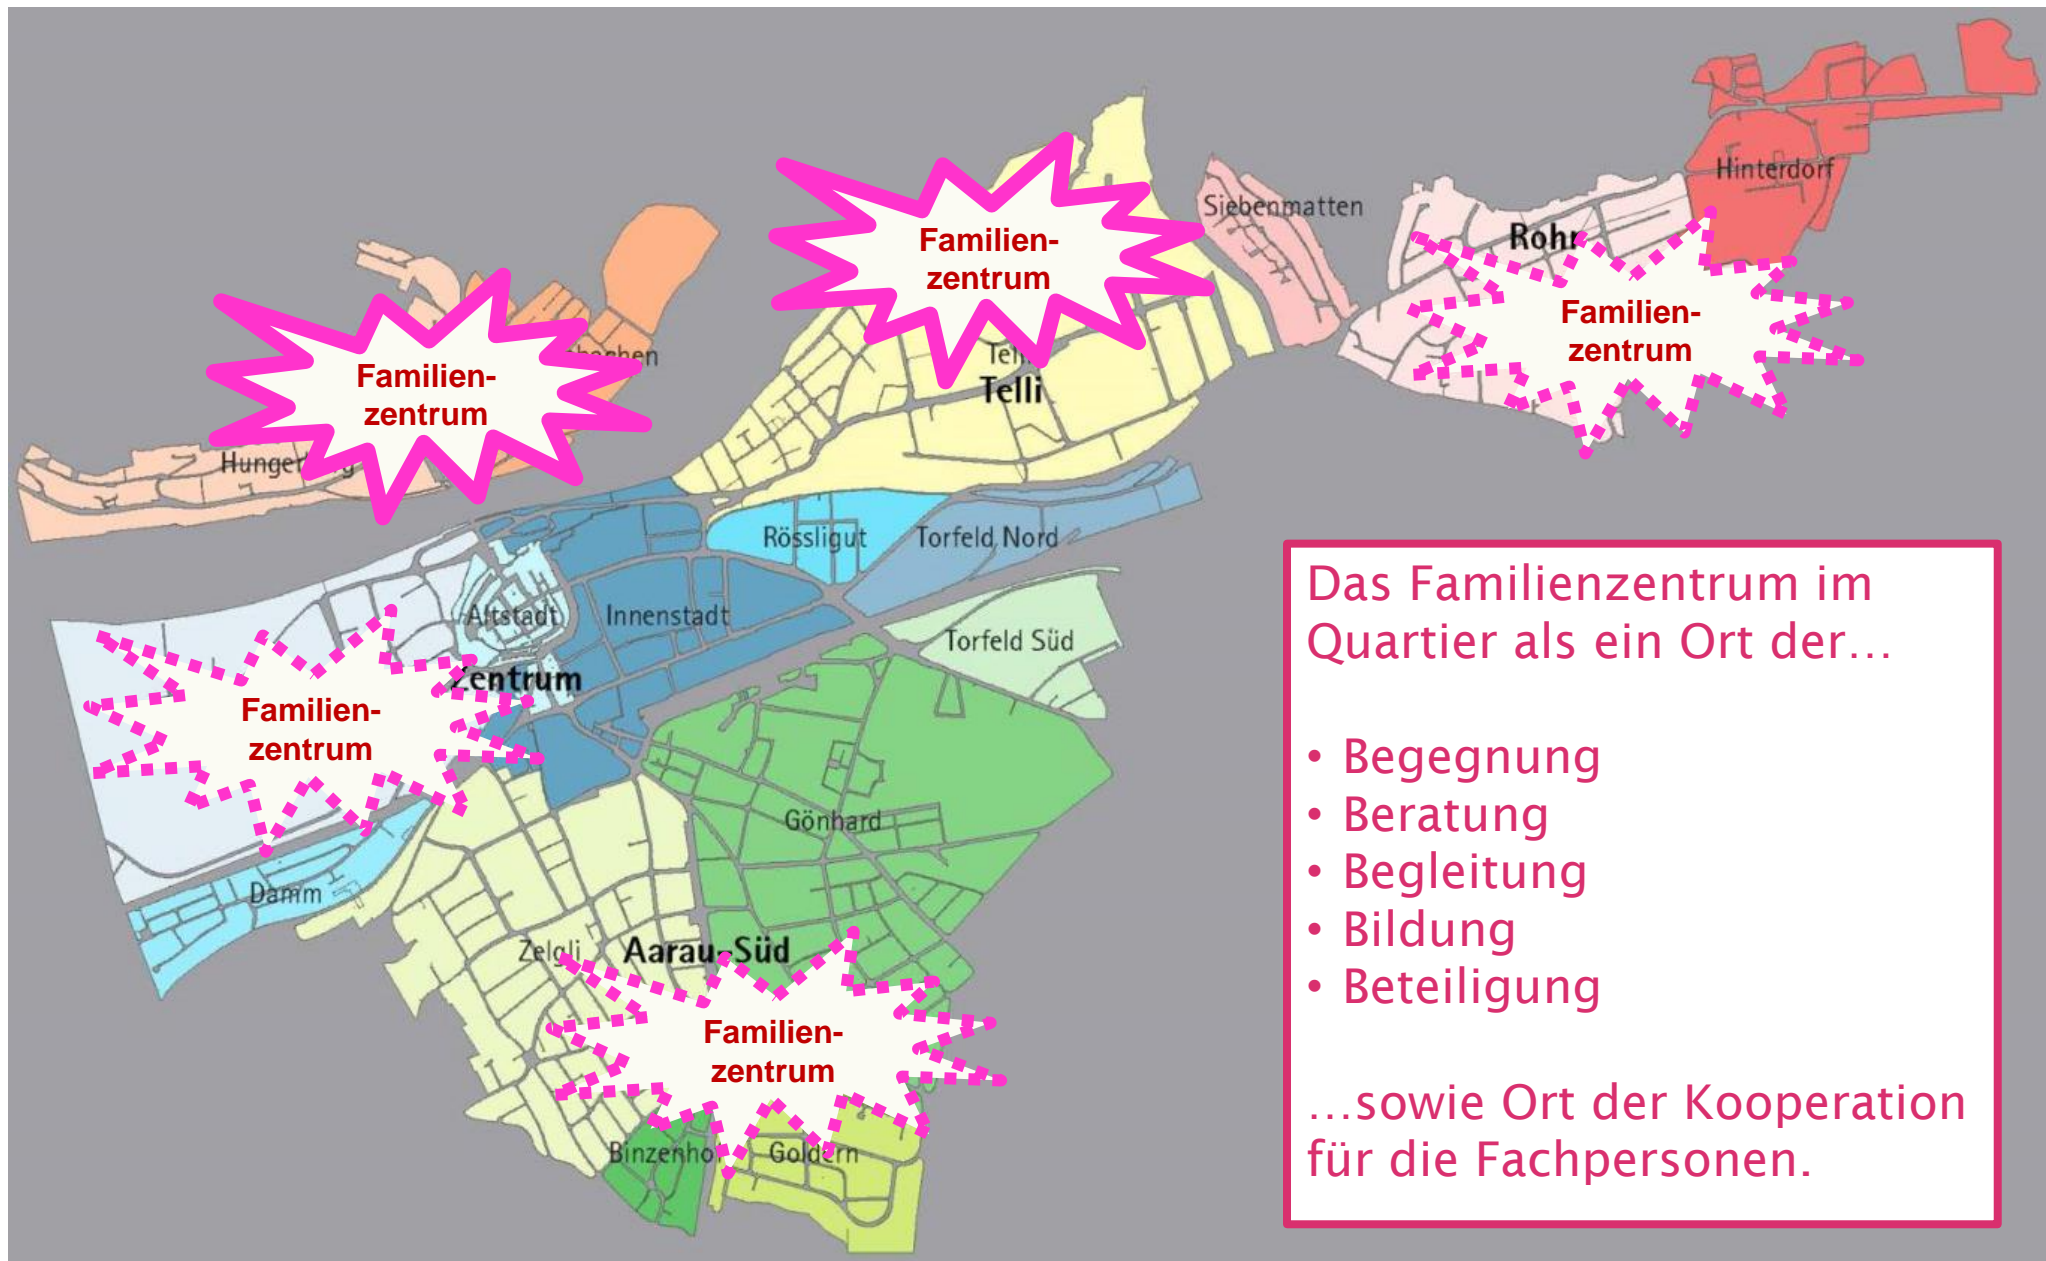 Hinterdorf
Siebenmatten
Rohr
Familien-
zentrum
Familien-
zentrum
Familien-
zentrum
Telli
Hungerberg
Rössligut
Torfeld Nord
Altstadt
Innenstadt
Torfeld Süd
Zentrum
Familien-
zentrum
Gönhard
Damm
Zelgli
Aarau-Süd
Familien-
zentrum
Binzenhof
Goldern
Das Familienzentrum im
Quartier als ein Ort der…
• Begegnung
• Beratung
• Begleitung
• Bildung
• Beteiligung
…sowie Ort der Kooperation
für die Fachpersonen.